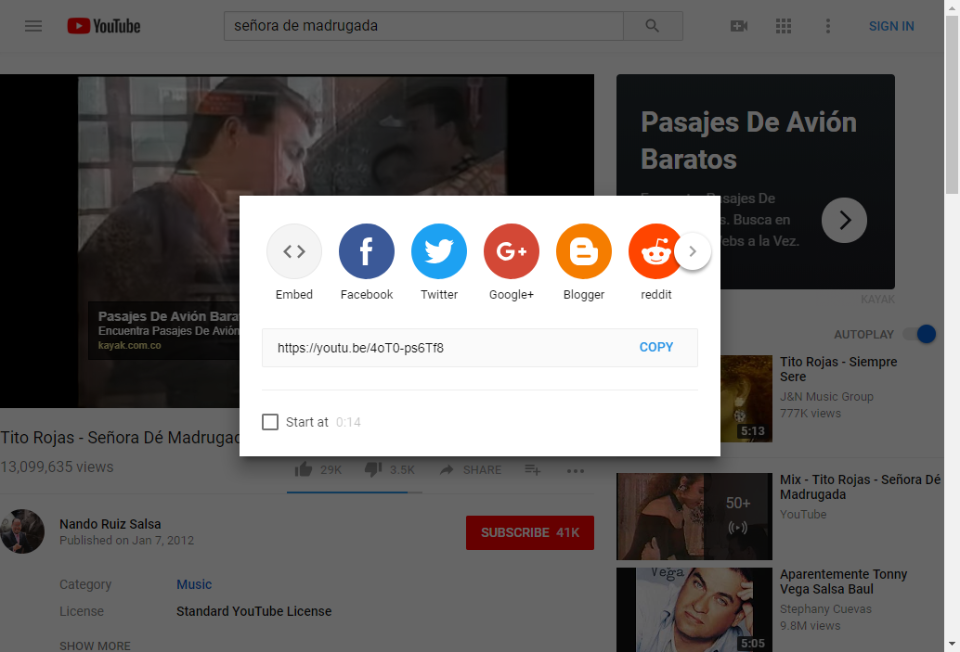 YouTube
señora de madrugada
SIGN IN
Pasajes De Avión
Baratos
Pasajes De
s. Busca en
ebs a la Vez.
KAYAK
Pasajes De Avión Bara
Encuentra Pasajes De Avión
kayak.com.co
Embed
Facebook
Twitter
G+
Google+
Blogger
reddit
https://youtu.be/4oT0-ps6Tf8
COPY
Start at 0:14
AUTOPLAY
Tito Rojas - Siempre
Sere
J&N Music Group
777K views
5:13
Tito Rojas - Señora Dé Madrugad
13,099,635 views
29K
3.5K
SHARE
Nando Ruiz Salsa
Published on Jan 7, 2012
SUBSCRIBE 41K
Category
Music
License
Standard YouTube License
SHOW MORE
50+
Mix - Tito Rojas - Señora Dé
Madrugada
YouTube
Vega
Aparentemente Tonny
Vega Salsa Baul
Stephany Cuevas
9.8M views
5:05